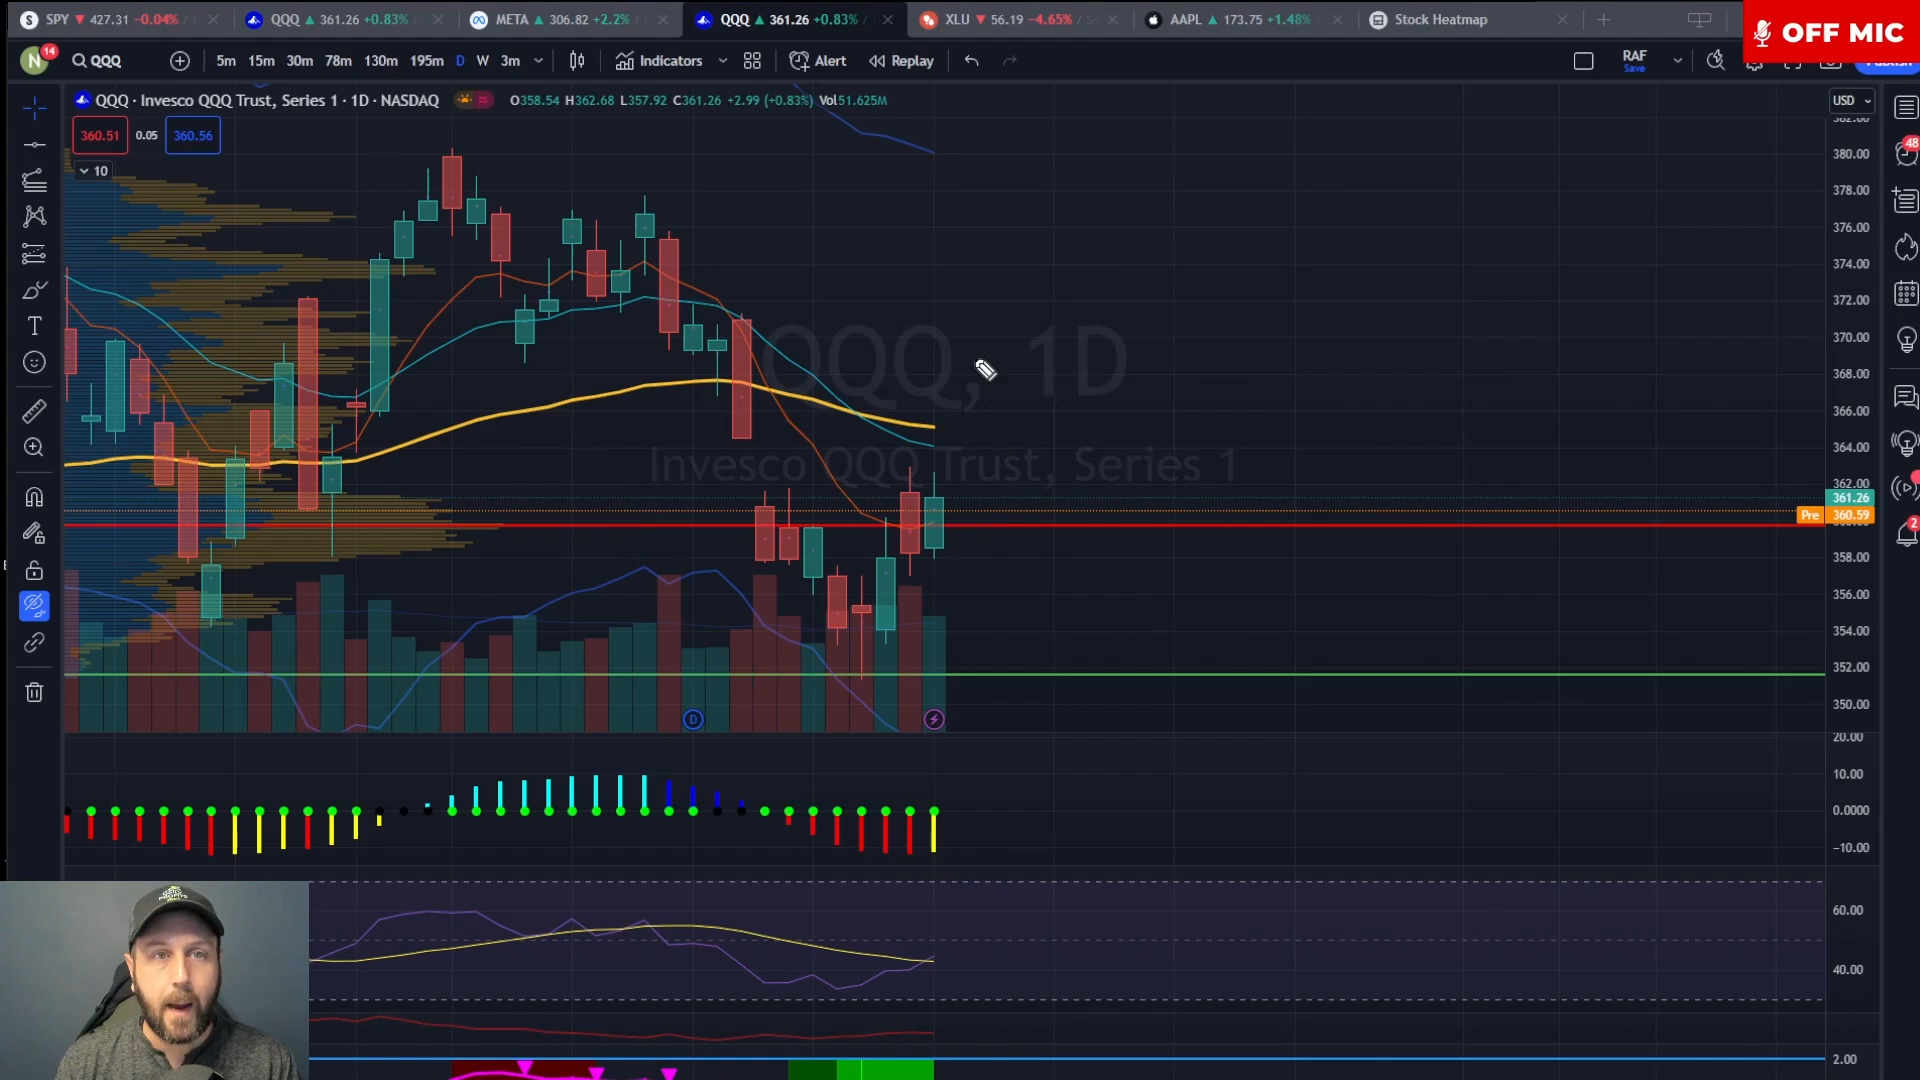 SPY 427.31 -0.04% /
QQQ 361.26 +0.83% /
META 306.82 +2.2% /
QQQ 361.26 +0.83% /
XLU 56.19 -4.65% /
AAPL 173.75 +1.48% /
Stock Heatmap
OFF MIC
N 14
QQQ
5m 15m 30m 78m 130m 195m D W 3m
Indicators
Alert
Replay
RAF
Save
QQQ · Invesco QQQ Trust, Series 1 · 1D · NASDAQ
O358.54 H362.68 L357.92 C361.26 +2.99 (+0.83%) Vol51.625M
USD
360.51 0.05 360.56
10
QQQ, 1D
Invesco QQQ Trust, Series 1
380.00
378.00
376.00
374.00
372.00
370.00
368.00
366.00
364.00
362.00
361.26
Pre 360.59
358.00
356.00
354.00
352.00
350.00
D
20.00
10.00
0.0000
-10.00
60.00
40.00
2.00
48
2